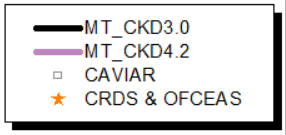 MT_CKD3.0
MT_CKD4.2
CAVIAR
CRDS & OFCEAS